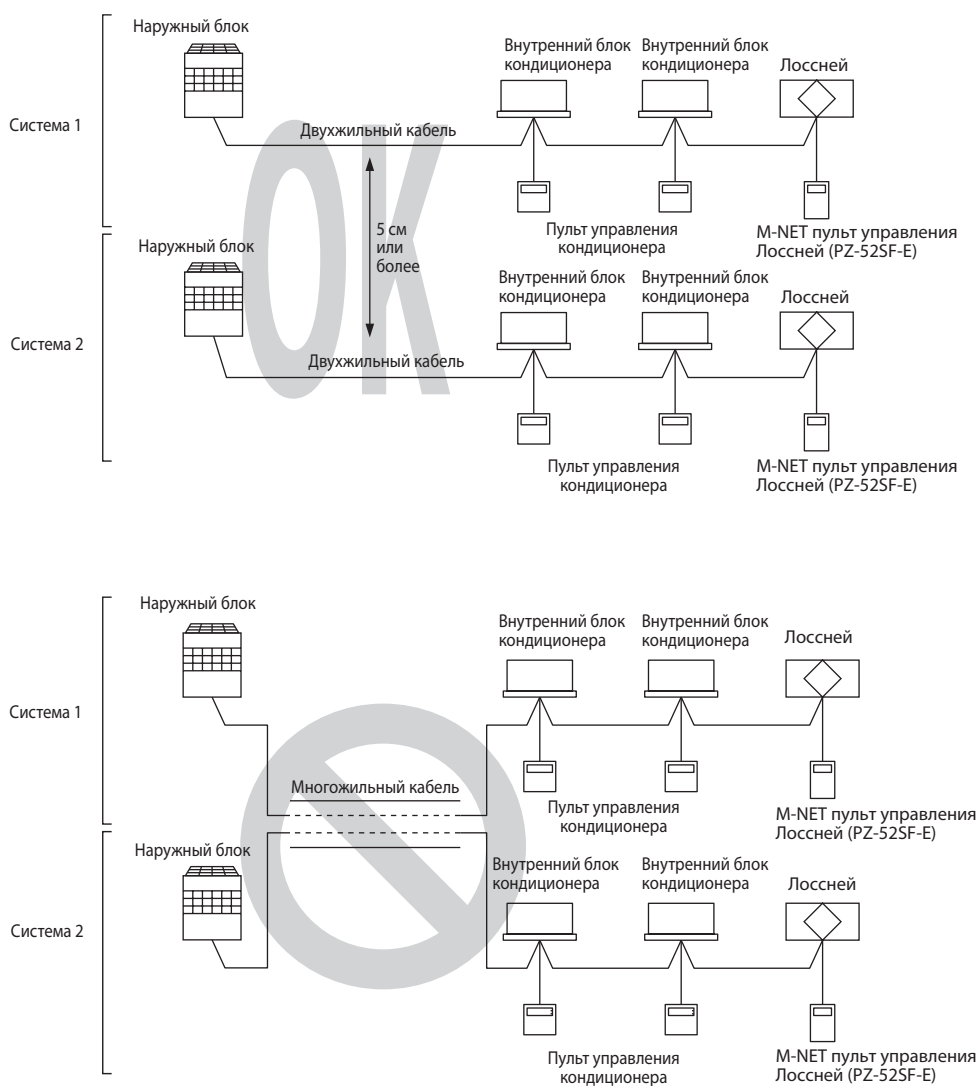 Наружный блок
Внутренний блок
кондиционера
Внутренний блок
кондиционера
Лоссней
Система 1
Двухжильный кабель
OK
5 см
или
более
Пульт управления
кондиционера
M-NET пульт управления
Лоссней (PZ-52SF-E)
Наружный блок
Внутренний блок
кондиционера
Внутренний блок
кондиционера
Лоссней
Система 2
Двухжильный кабель
Пульт управления
кондиционера
M-NET пульт управления
Лоссней (PZ-52SF-E)
Наружный блок
Внутренний блок
кондиционера
Внутренний блок
кондиционера
Лоссней
Система 1
Многожильный кабель
Пульт управления
кондиционера
M-NET пульт управления
Лоссней (PZ-52SF-E)
Наружный блок
Внутренний блок
кондиционера
Внутренний блок
кондиционера
Лоссней
Система 2
Пульт управления
кондиционера
M-NET пульт управления
Лоссней (PZ-52SF-E)